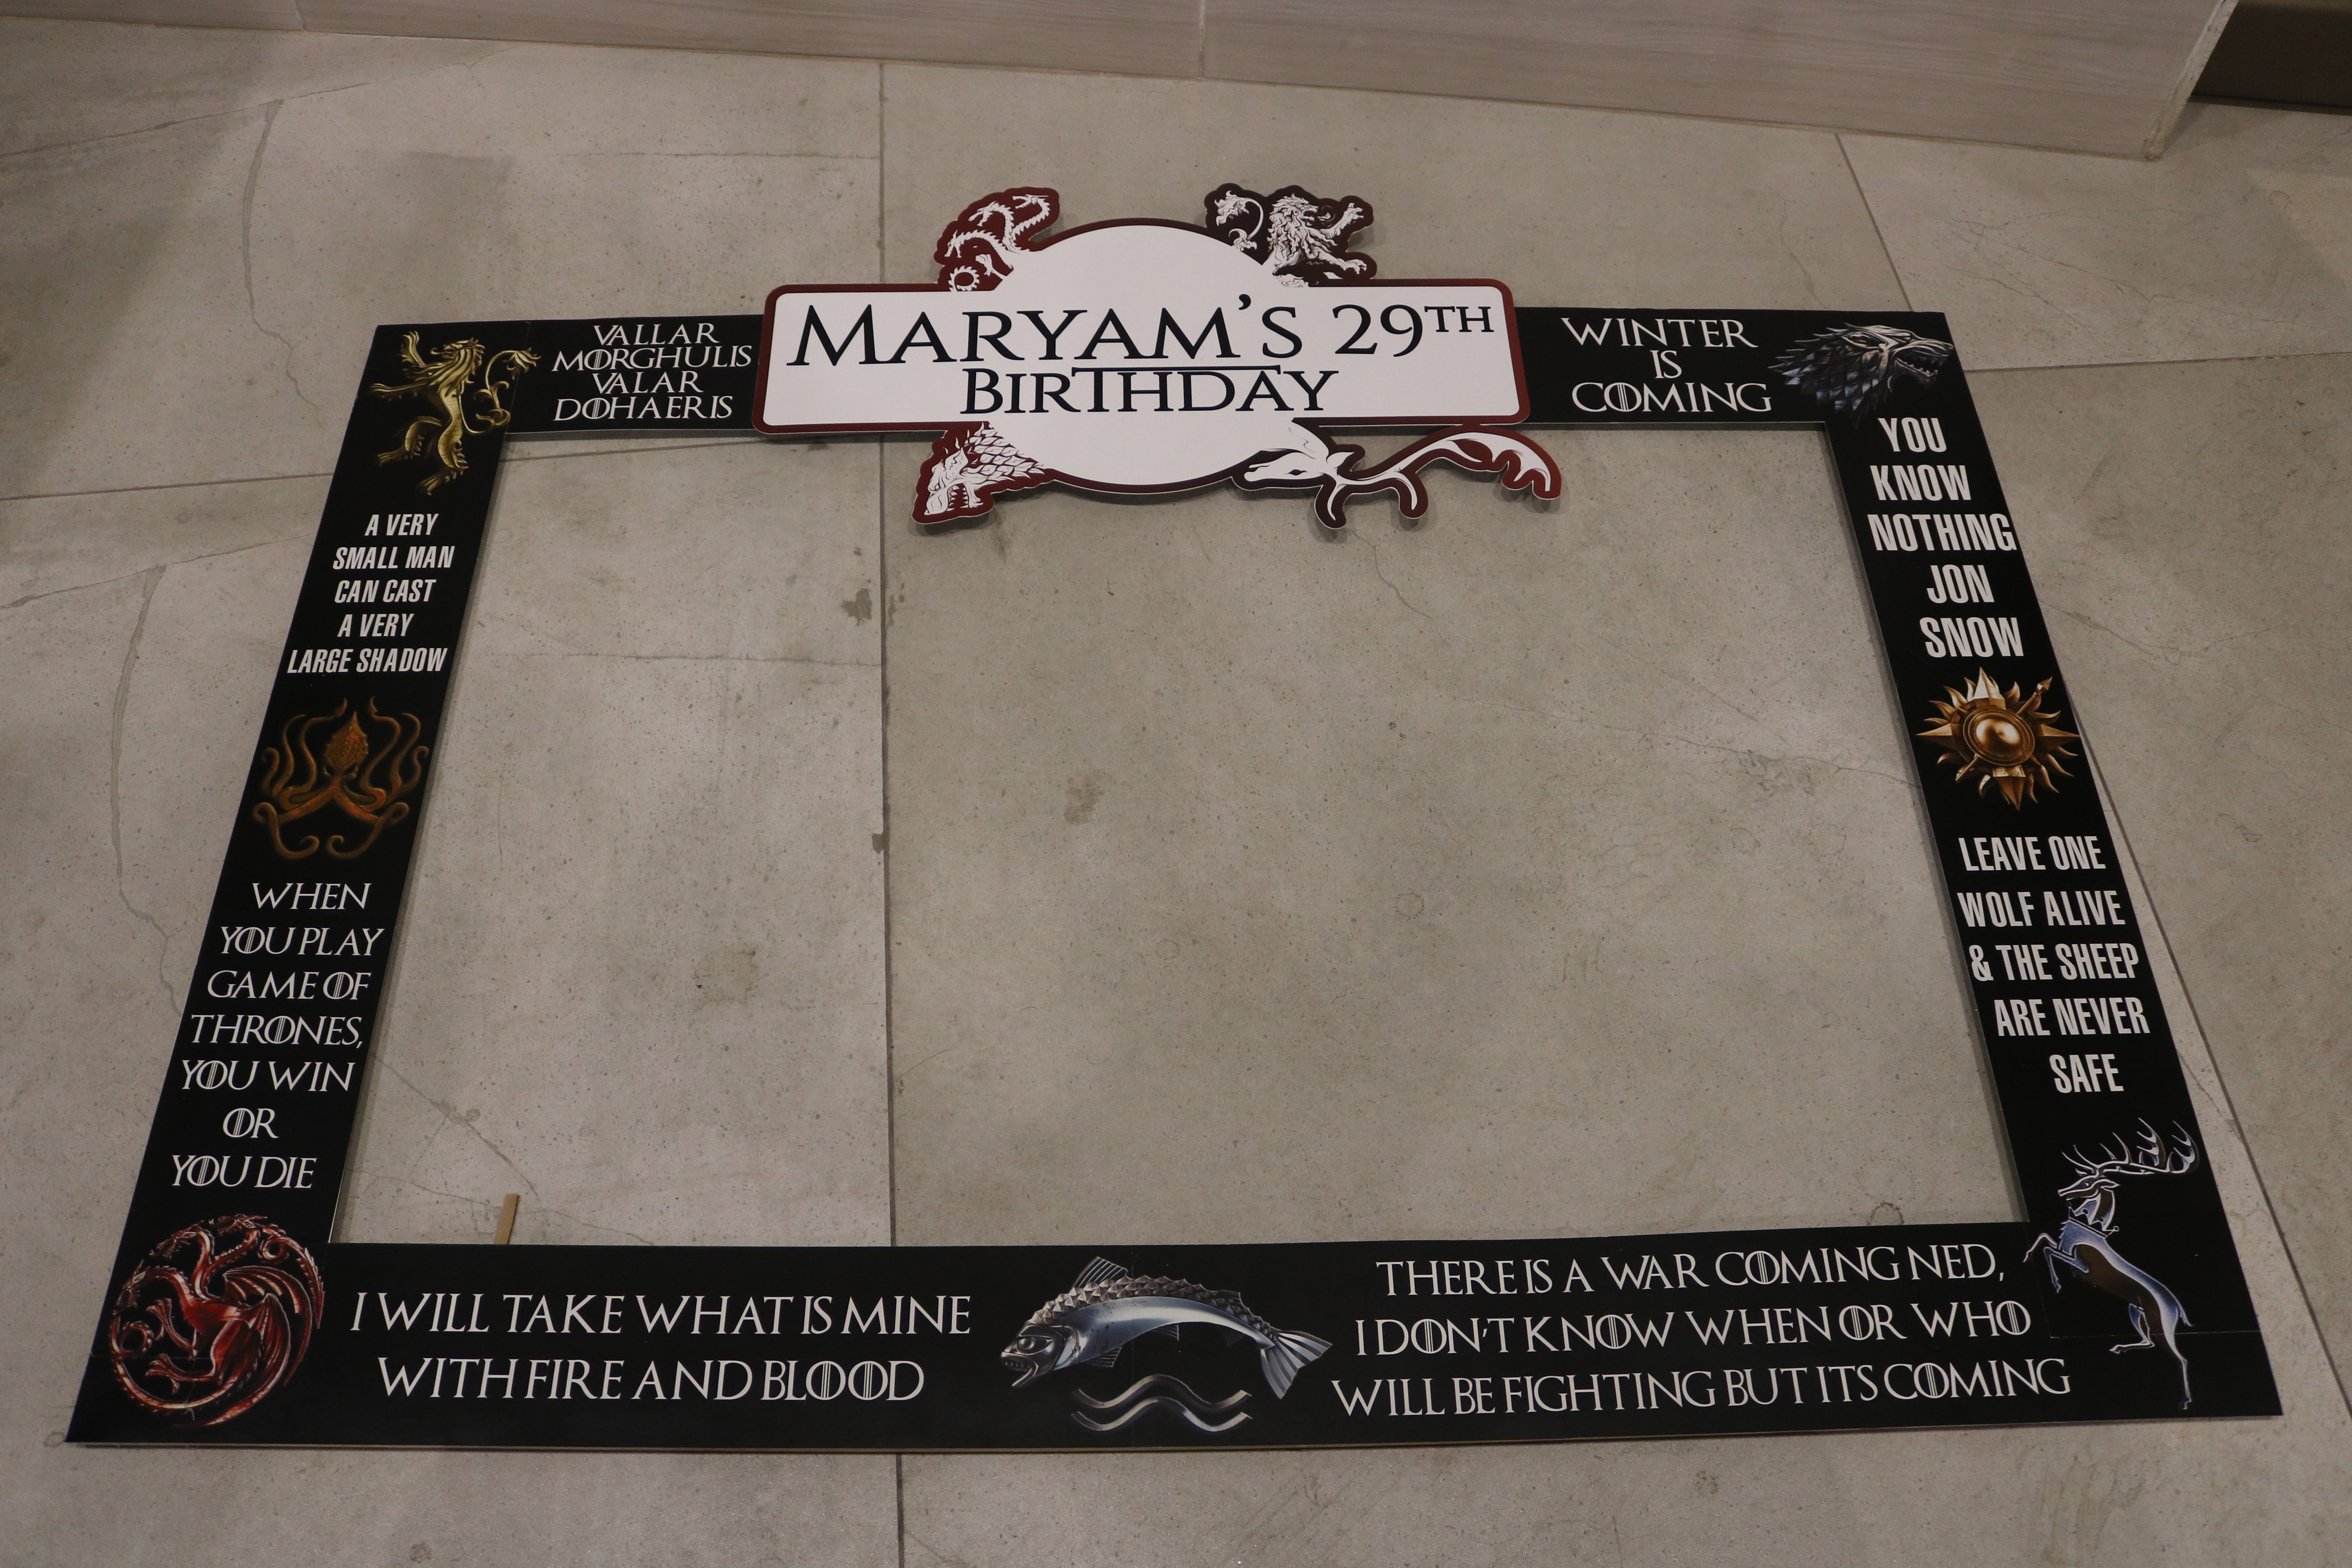 MARYAM'S 29TH
BIRTHDAY
VALLAR
MORGHULIS
VALAR
DOHAERIS
WINTER
IS
COMING
A VERY
SMALL MAN
CAN CAST
A VERY
LARGE SHADOW
WHEN
YOU PLAY
GAME OF
THRONES,
YOU WIN
OR
YOU DIE
YOU
KNOW
NOTHING
JON
SNOW
LEAVE ONE
WOLF ALIVE
& THE SHEEP
ARE NEVER
SAFE
I WILL TAKE WHAT IS MINE
WITH FIRE AND BLOOD
THERE IS A WAR COMING NED,
I DON'T KNOW WHEN OR WHO
WILL BE FIGHTING BUT ITS COMING